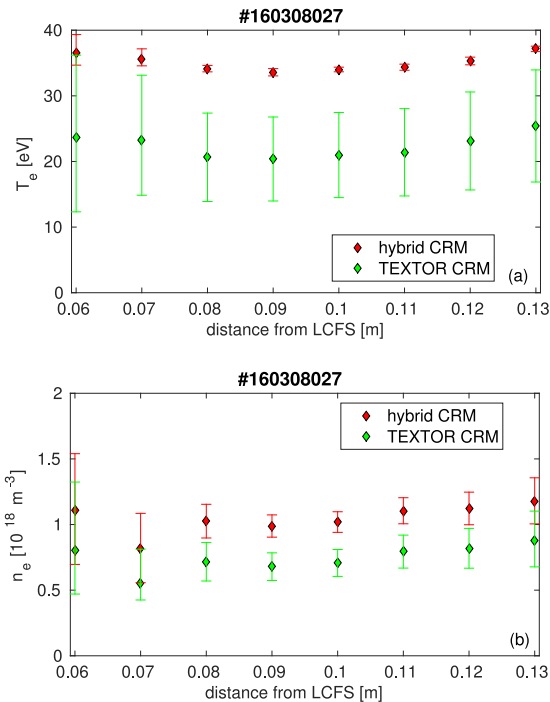 #160308027
40
30
20
10
0
T_e [eV]
hybrid CRM
TEXTOR CRM
(a)
0.06 0.07 0.08 0.09 0.1 0.11 0.12 0.13
distance from LCFS [m]
#160308027
2
1.5
1
0.5
0
n_e [10^18 m^-3]
hybrid CRM
TEXTOR CRM
(b)
0.06 0.07 0.08 0.09 0.1 0.11 0.12 0.13
distance from LCFS [m]